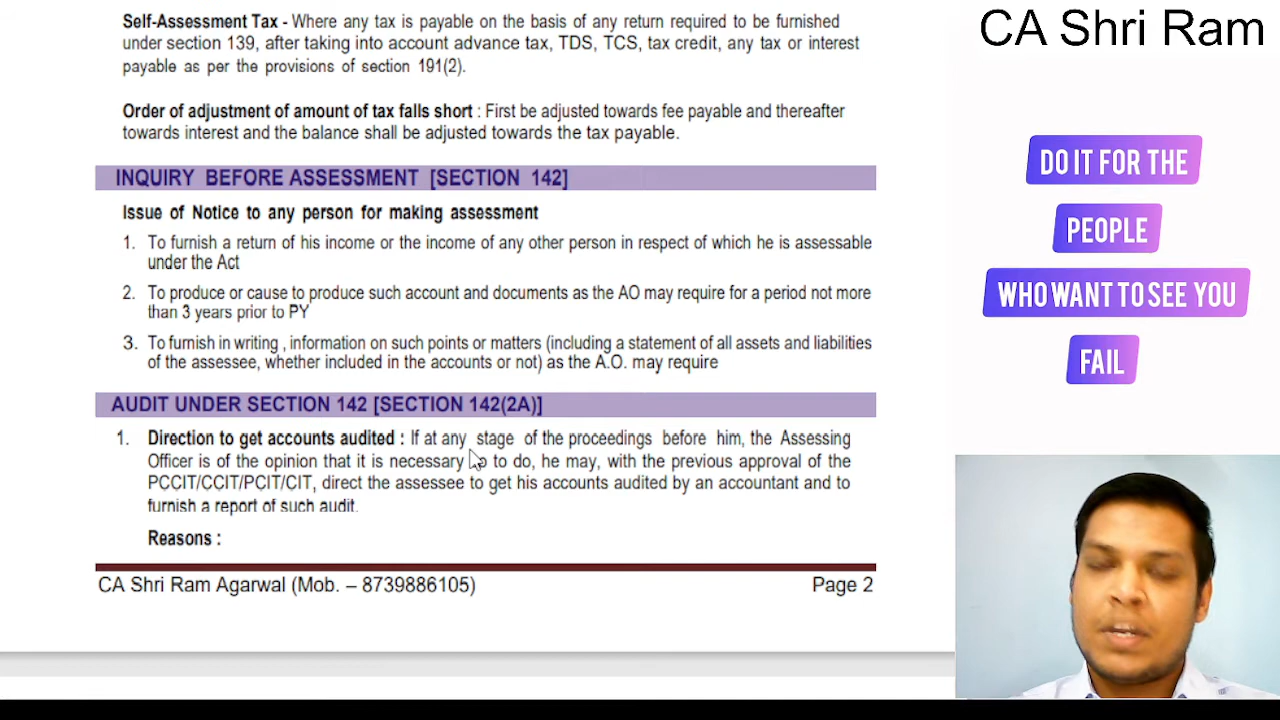 Self-Assessment Tax - Where any tax is payable on the basis of any return required to be furnished
under section 139, after taking into account advance tax, TDS, TCS, tax credit, any tax or interest
payable as per the provisions of section 191(2).
Order of adjustment of amount of tax falls short : First be adjusted towards fee payable and thereafter
towards interest and the balance shall be adjusted towards the tax payable.
INQUIRY BEFORE ASSESSMENT [SECTION 142]
Issue of Notice to any person for making assessment
1. To furnish a return of his income or the income of any other person in respect of which he is assessable
under the Act
2. To produce or cause to produce such account and documents as the AO may require for a period not more
than 3 years prior to PY
3. To furnish in writing , information on such points or matters (including a statement of all assets and liabilities
of the assessee, whether included in the accounts or not) as the A.O. may require
AUDIT UNDER SECTION 142 [SECTION 142(2A)]
1. Direction to get accounts audited : If at any stage of the proceedings before him, the Assessing
Officer is of the opinion that it is necessary to do, he may, with the previous approval of the
PCCIT/CCIT/PCIT/CIT, direct the assessee to get his accounts audited by an accountant and to
furnish a report of such audit.
Reasons :
CA Shri Ram Agarwal (Mob. – 8739886105) Page 2
CA Shri Ram
DO IT FOR THE
PEOPLE
WHO WANT TO SEE YOU
FAIL